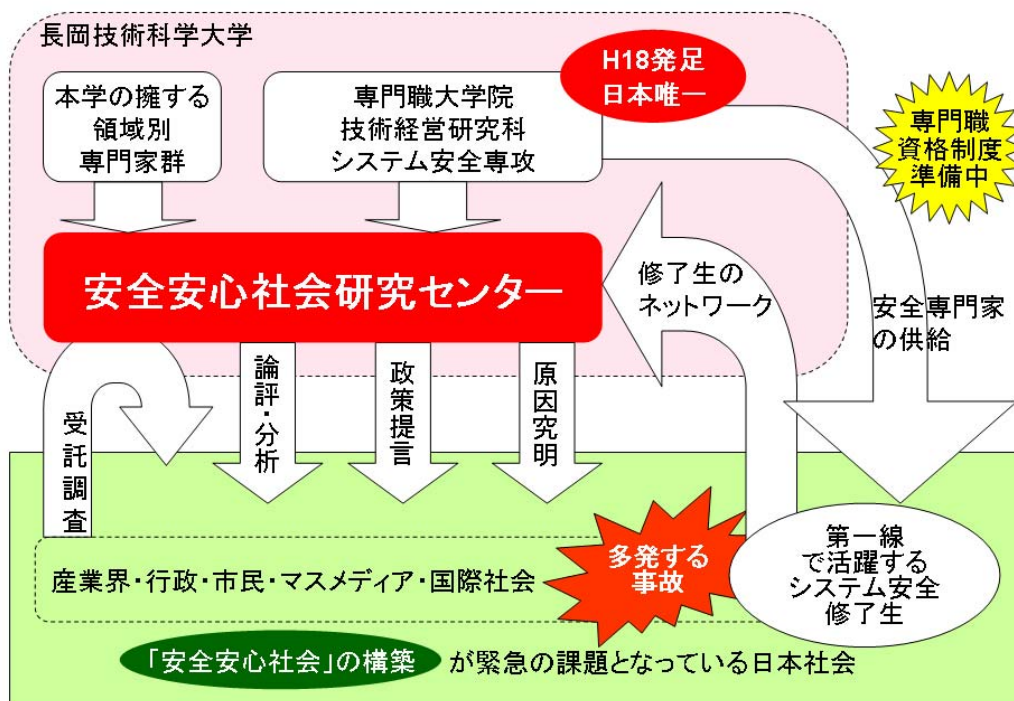 長岡技術科学大学
H18発足
日本唯一
本学の擁する
領域別
専門家群
専門職大学院
技術経営研究科
システム安全専攻
専門職
資格制度
準備中
安全安心社会研究センター
修了生の
ネットワーク
安全専門家
の供給
受託調査
論評・分析
政策提言
原因究明
多発する
事故
第一線
で活躍する
システム安全
修了生
産業界・行政・市民・マスメディア・国際社会
「安全安心社会」の構築 が緊急の課題となっている日本社会